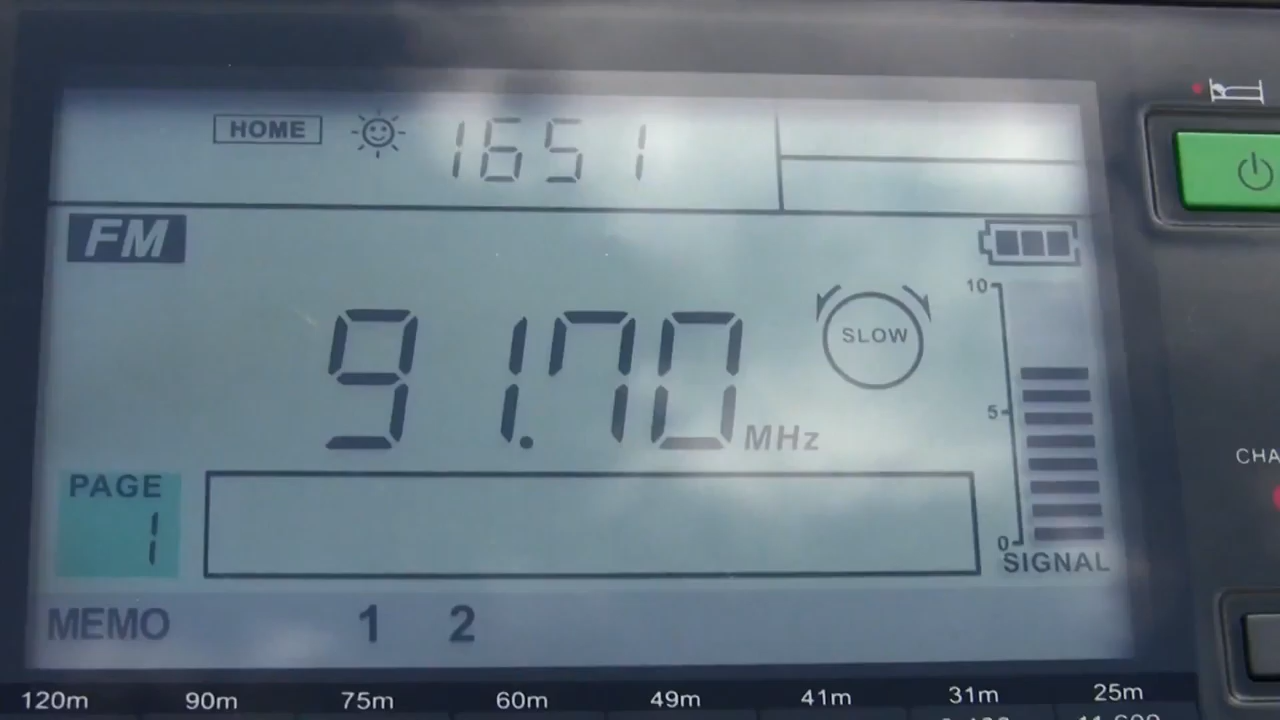 HOME 1651
FM
91.70 MHz
SLOW
10
5
0
SIGNAL
PAGE
1
MEMO 1 2
CHA
120m 90m 75m 60m 49m 41m 31m 25m